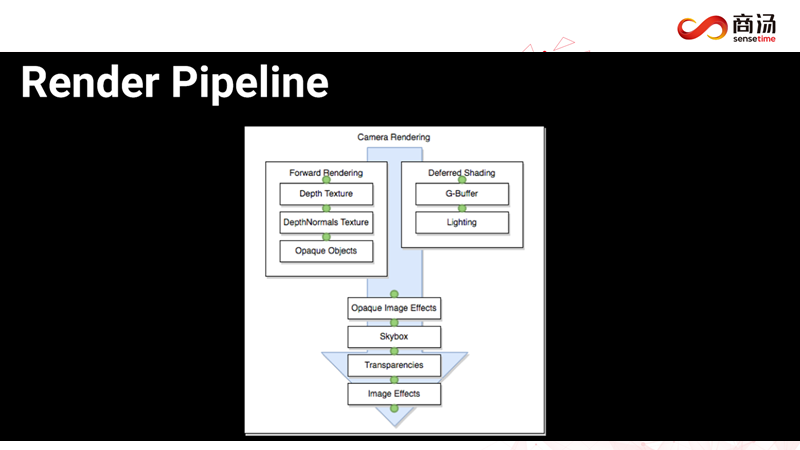 商汤
sensetime
Render Pipeline
Camera Rendering
Forward Rendering
Depth Texture
DepthNormals Texture
Opaque Objects
Deferred Shading
G-Buffer
Lighting
Opaque Image Effects
Skybox
Transparencies
Image Effects